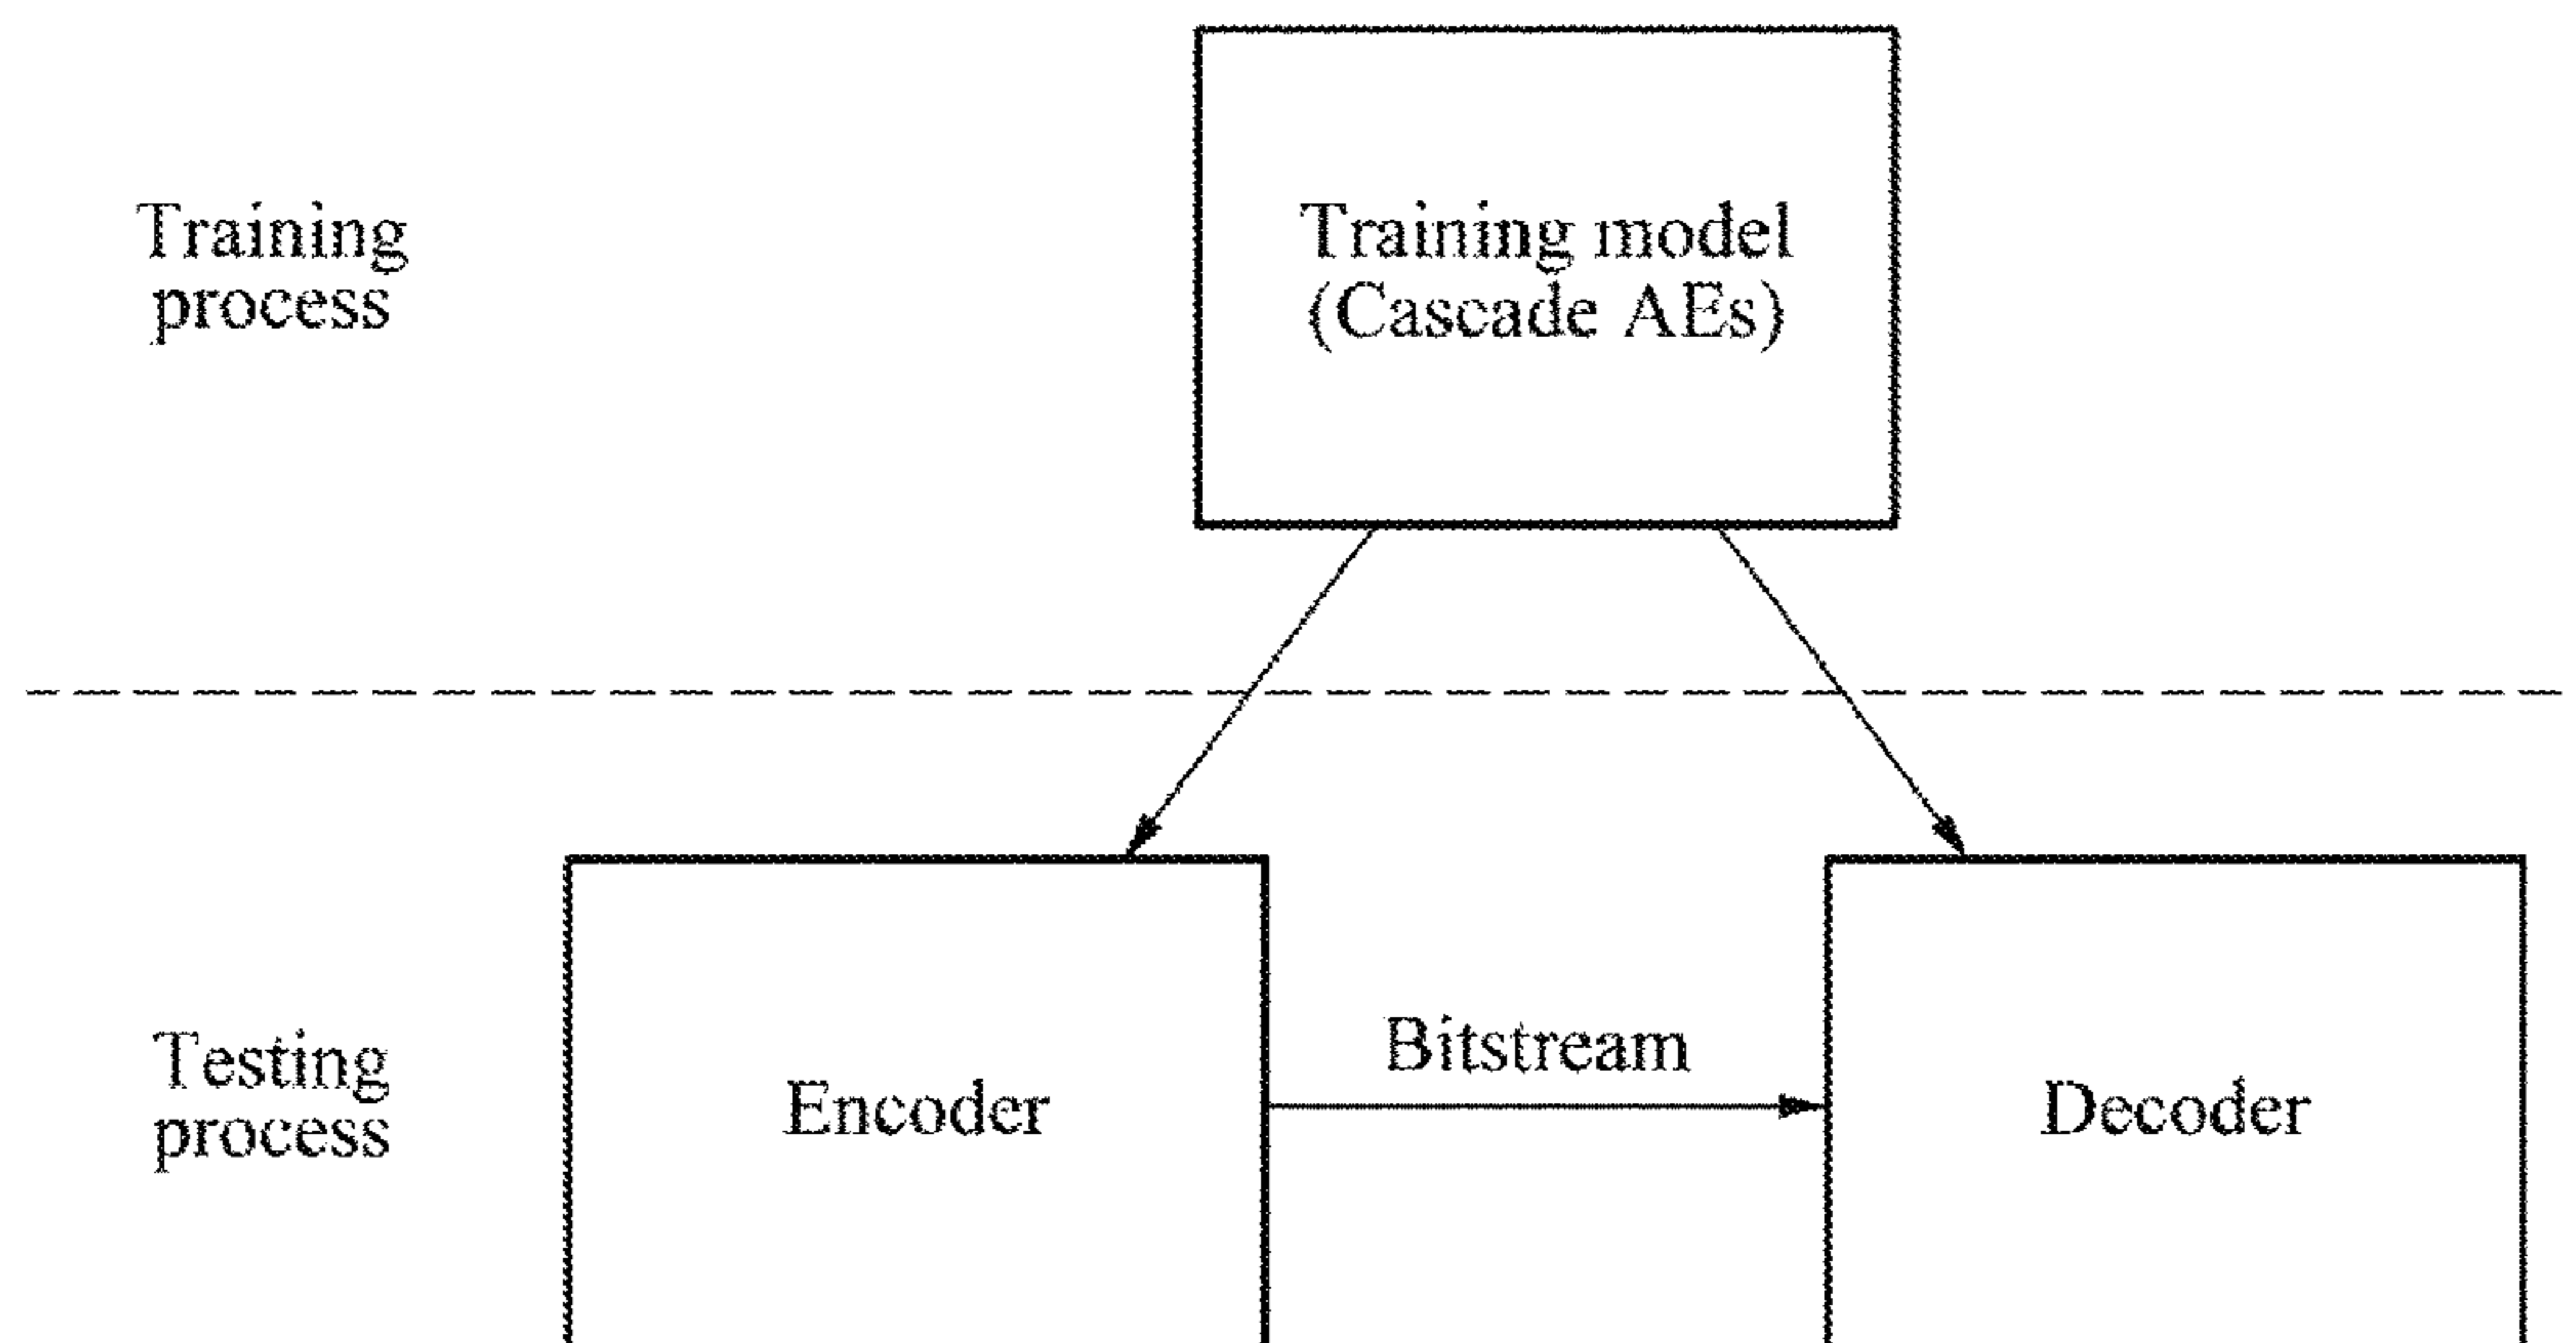 Training
process
Training model
(Cascade AEs)
Testing
process
Encoder
Bitstream
Decoder